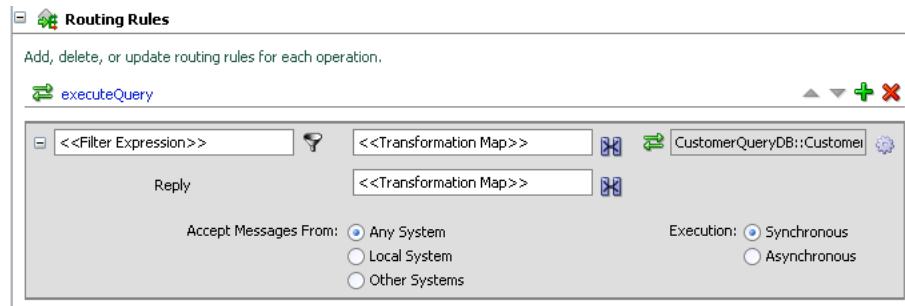 Routing Rules
Add, delete, or update routing rules for each operation.
executeQuery
<<Filter Expression>> <<Transformation Map>> CustomerQueryDB::Customer
Reply <<Transformation Map>>
Accept Messages From: Any System Execution: Synchronous
Local System Asynchronous
Other Systems